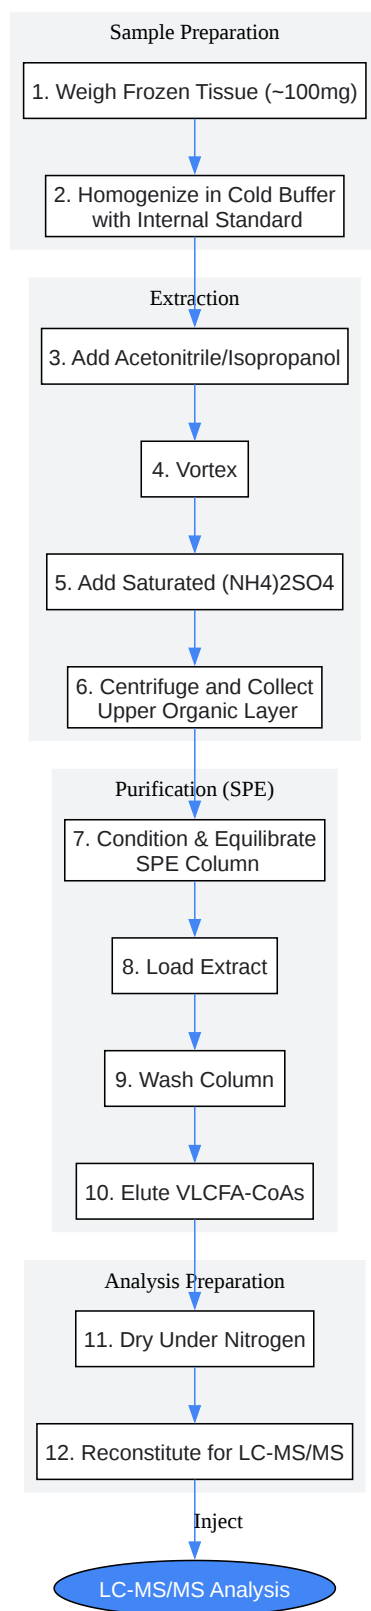 Sample Preparation
1. Weigh Frozen Tissue (~100mg)
2. Homogenize in Cold Buffer
with Internal Standard
Extraction
3. Add Acetonitrile/Isopropanol
4. Vortex
5. Add Saturated (NH4)2SO4
6. Centrifuge and Collect
Upper Organic Layer
Purification (SPE)
7. Condition & Equilibrate
SPE Column
8. Load Extract
9. Wash Column
10. Elute VLCFA-CoAs
Analysis Preparation
11. Dry Under Nitrogen
12. Reconstitute for LC-MS/MS
Inject
LC-MS/MS Analysis